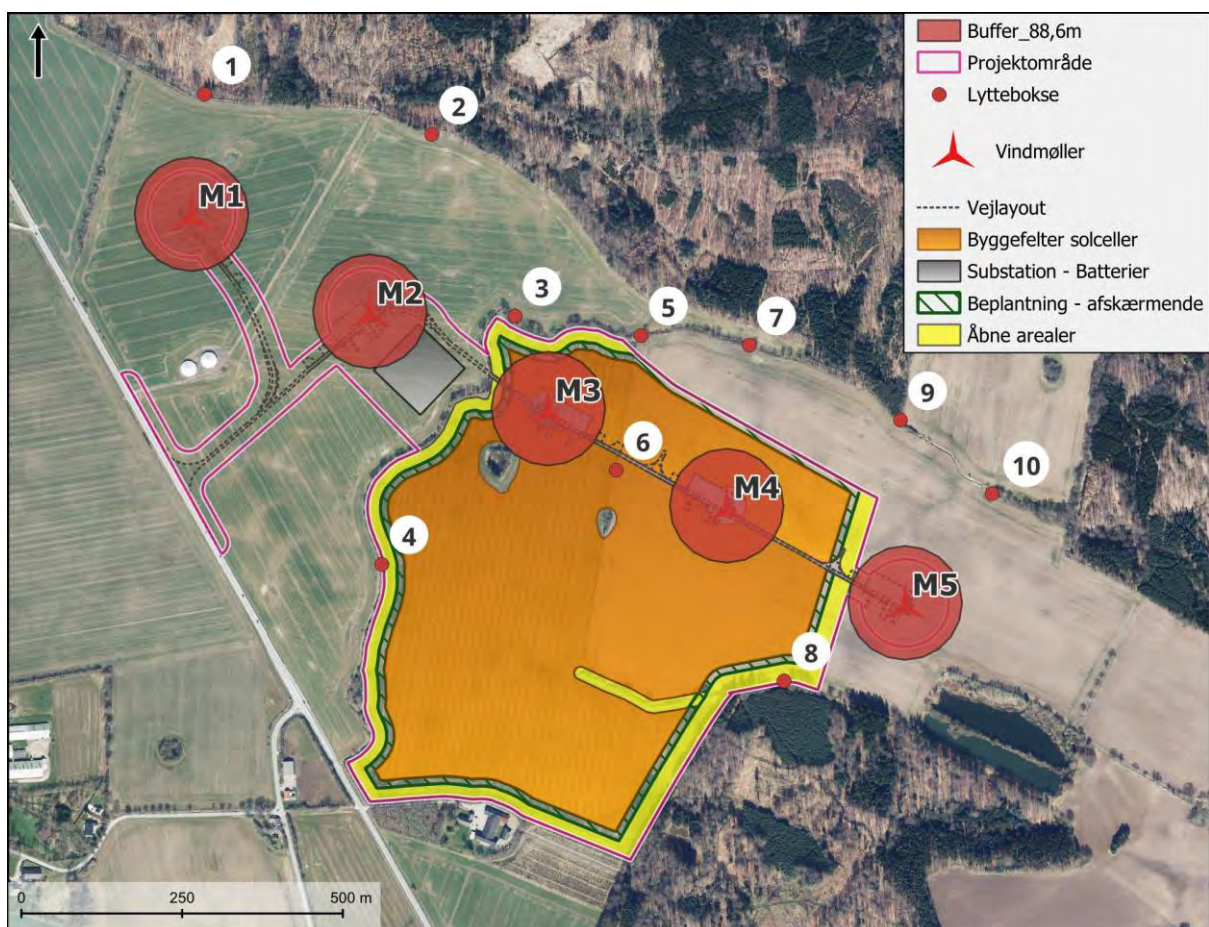 Buffer_88,6m
Projektområde
Lyttebokse
Vindmøller
Vejlayout
Byggefelter solceller
Substation - Batterier
Beplantning - afskærmende
Åbne arealer
1
2
M1
M2
3
5
7
M3
9
6
10
M4
4
M5
8
0 250 500 m